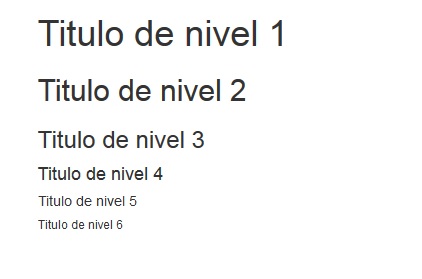 Titulo de nivel 1
Titulo de nivel 2
Titulo de nivel 3
Titulo de nivel 4
Titulo de nivel 5
Titulo de nivel 6